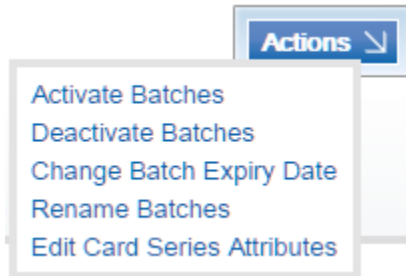 Actions
Activate Batches
Deactivate Batches
Change Batch Expiry Date
Rename Batches
Edit Card Series Attributes